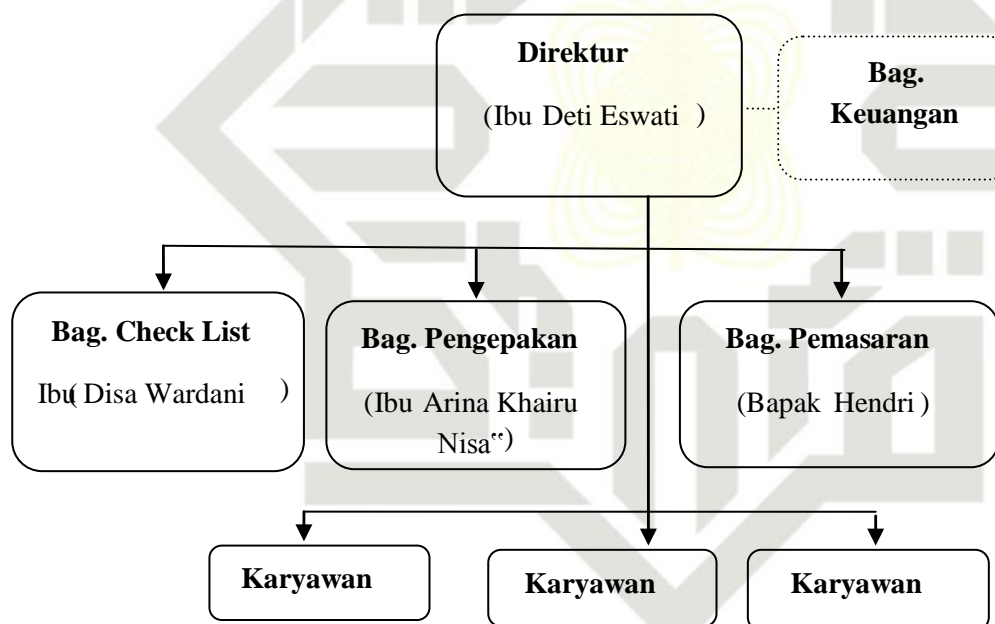 Direktur
(Ibu Deti Eswati )
Bag.
Keuangan
Bag. Check List
Ibu( Disa Wardani )
Bag. Pengepakan
(Ibu Arina Khairu
Nisa‟)
Bag. Pemasaran
(Bapak Hendri )
Karyawan
Karyawan
Karyawan